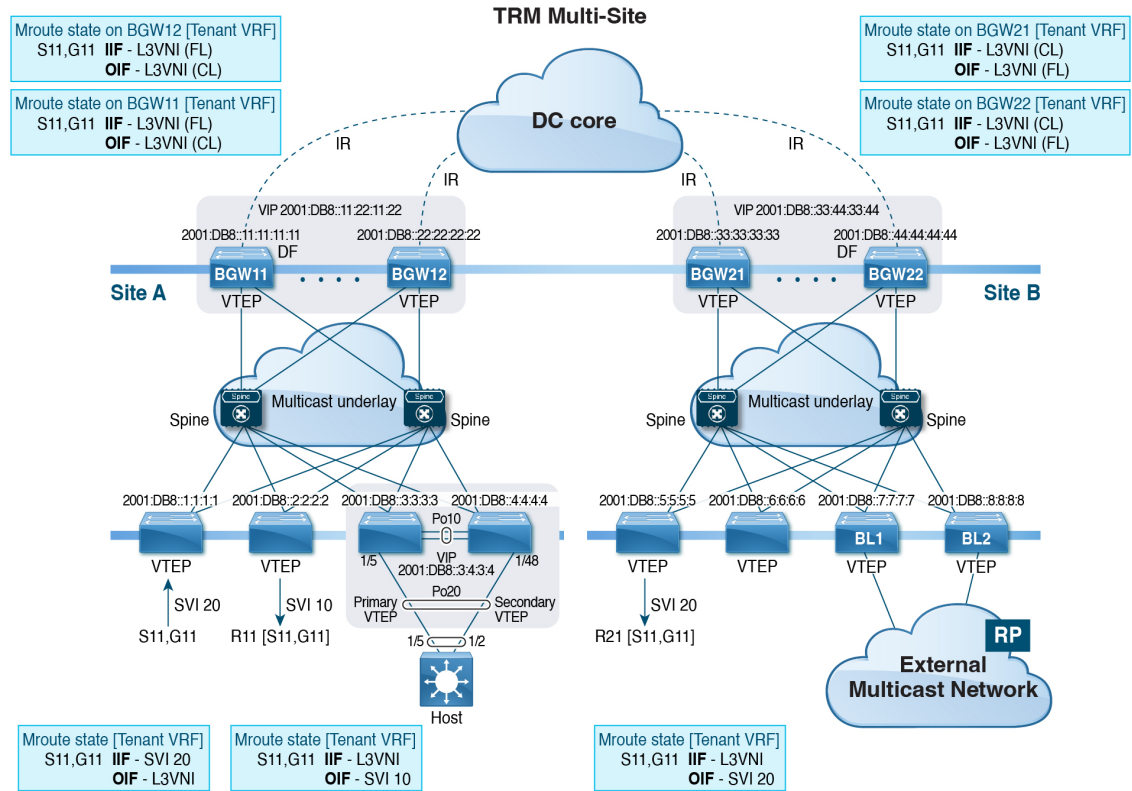 TRM Multi-Site
Mroute state on BGW12 [Tenant VRF]
S11,G11 IIF - L3VNI (FL)
OIF - L3VNI (CL)
Mroute state on BGW11 [Tenant VRF]
S11,G11 IIF - L3VNI (FL)
OIF - L3VNI (CL)
Mroute state on BGW21 [Tenant VRF]
S11,G11 IIF - L3VNI (CL)
OIF - L3VNI (FL)
Mroute state on BGW22 [Tenant VRF]
S11,G11 IIF - L3VNI (CL)
OIF - L3VNI (FL)
DC core
IR
IR
IR
IR
VIP 2001:DB8::11:22:11:22
2001:DB8::11:11:11:11
2001:DB8::22:22:22:22
DF
BGW11
BGW12
VTEP
VTEP
Site A
VIP 2001:DB8::33:44:33:44
2001:DB8::33:33:33:33
2001:DB8::44:44:44:44
DF
BGW21
BGW22
VTEP
VTEP
Site B
Spine
Spine
Multicast underlay
Spine
Spine
Spine
Spine
Multicast underlay
Spine
Spine
2001:DB8::1:1:1:1
2001:DB8::2:2:2:2
2001:DB8::3:3:3:3
2001:DB8::4:4:4:4
VTEP
VTEP
Po10
1/5
VIP
2001:DB8::3:4:3:4
1/48
SVI 20
SVI 10
Primary
VTEP
Po20
Secondary
VTEP
S11,G11
R11 [S11,G11]
1/5
1/2
Host
2001:DB8::5:5:5:5
2001:DB8::6:6:6:6
2001:DB8::7:7:7:7
2001:DB8::8:8:8:8
BL1
BL2
VTEP
VTEP
VTEP
VTEP
SVI 20
R21 [S11,G11]
RP
External
Multicast Network
Mroute state [Tenant VRF]
S11,G11 IIF - SVI 20
OIF - L3VNI
Mroute state [Tenant VRF]
S11,G11 IIF - L3VNI
OIF - SVI 10
Mroute state [Tenant VRF]
S11,G11 IIF - L3VNI
OIF - SVI 20